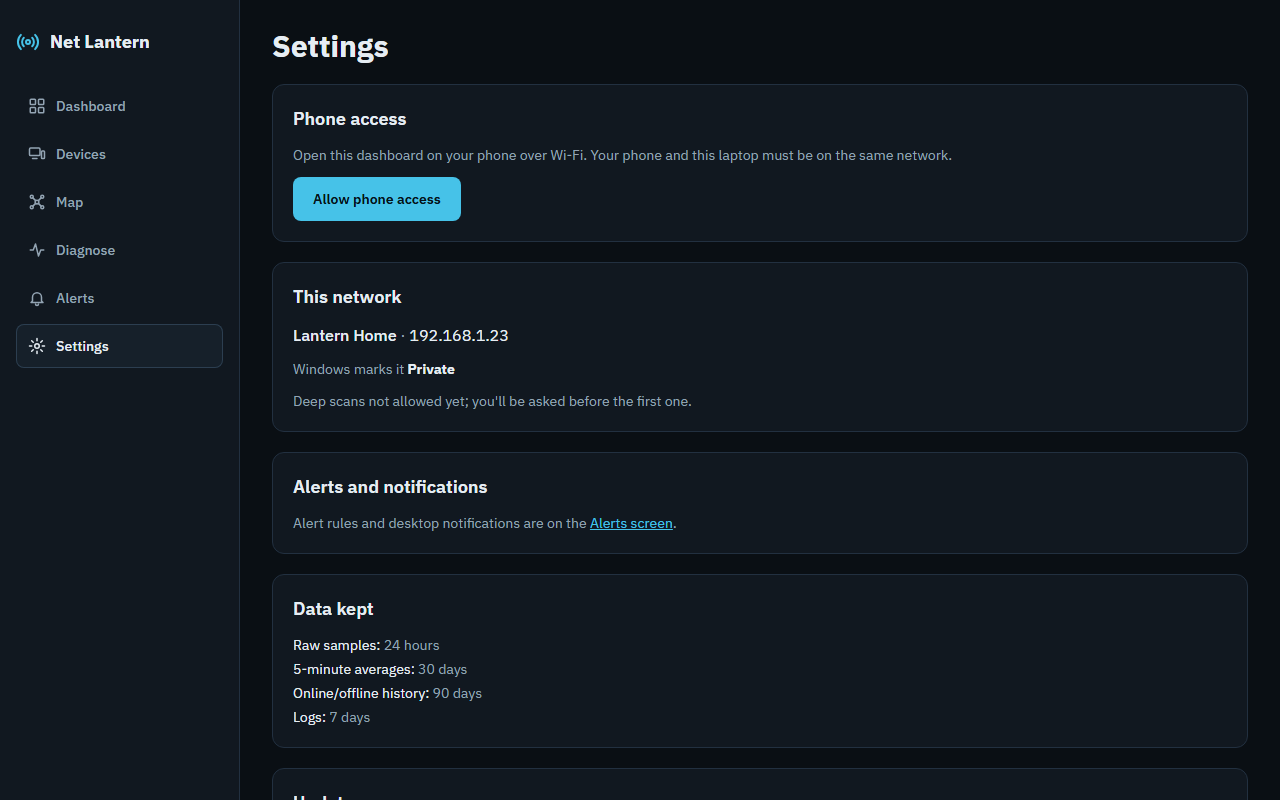 Net Lantern
Dashboard
Devices
Map
Diagnose
Alerts
Settings
Settings
Phone access
Open this dashboard on your phone over Wi-Fi. Your phone and this laptop must be on the same network.
Allow phone access
This network
Lantern Home · 192.168.1.23
Windows marks it Private
Deep scans not allowed yet; you'll be asked before the first one.
Alerts and notifications
Alert rules and desktop notifications are on the Alerts screen.
Data kept
Raw samples: 24 hours
5-minute averages: 30 days
Online/offline history: 90 days
Logs: 7 days